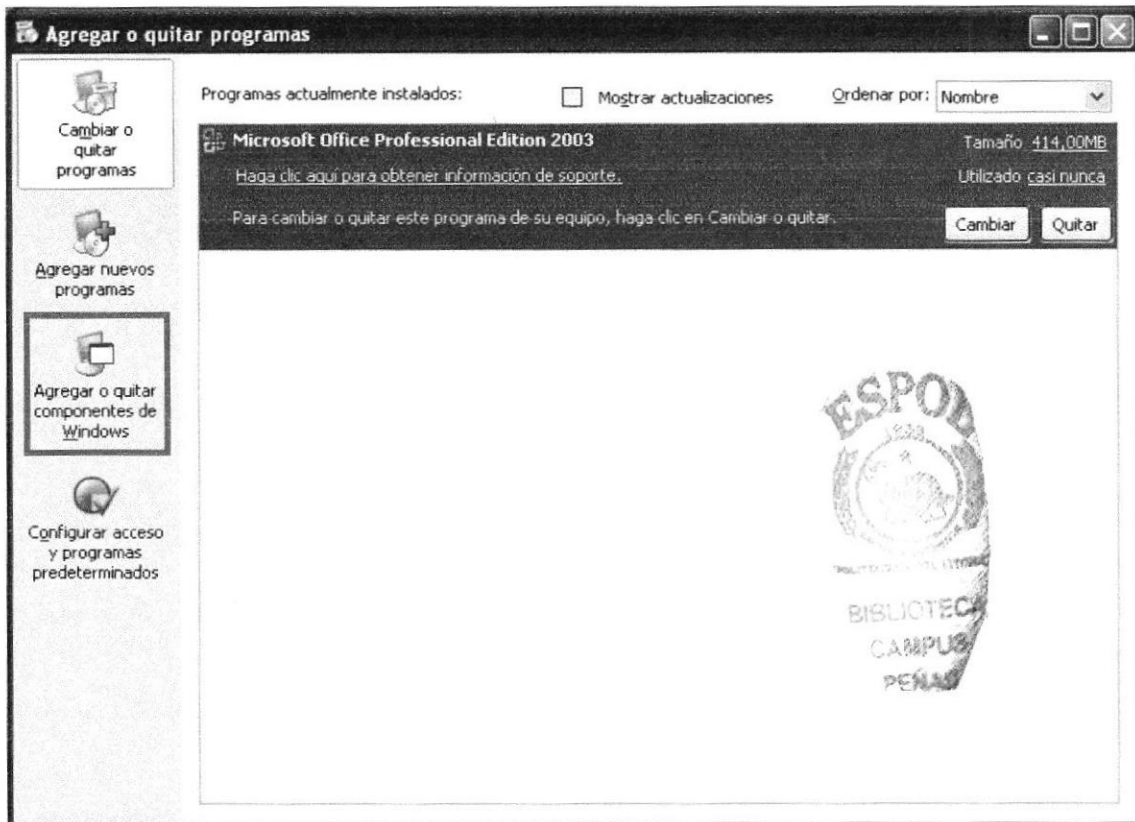 Agregar o quitar programas
Cambiar o
quitar
programas
Agregar nuevos
programas
Agregar o quitar
componentes de
Windows
Configurar acceso
y programas
predeterminados
Programas actualmente instalados:
Mostrar actualizaciones
Ordenar por: Nombre
Microsoft Office Professional Edition 2003
Tamaño 414,00MB
Haga clic aquí para obtener información de soporte.
Utilizado casi nunca
Para cambiar o quitar este programa de su equipo, haga clic en Cambiar o quitar.
Cambiar
Quitar
ESPOL
BIBLIOTECA
CAMPUS
PEÑAS